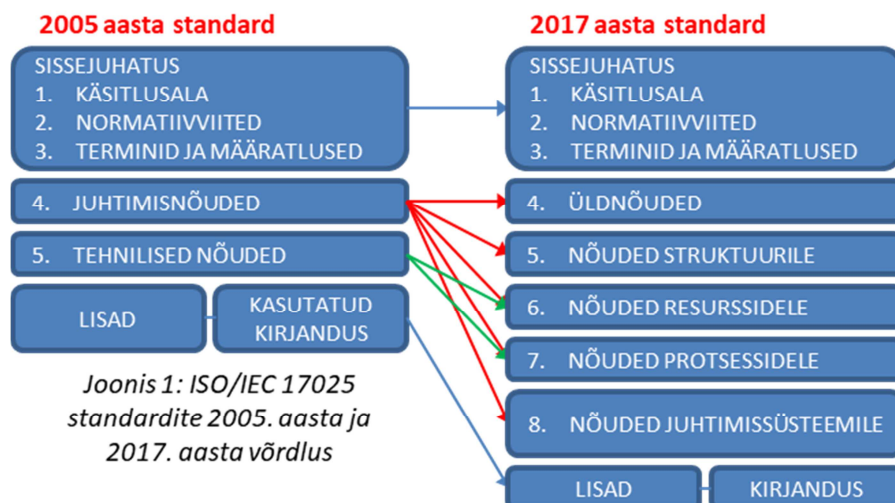 2005 aasta standard
SISSEJUHATUS
1. KÄSITLUSALA
2. NORMATIIVVIITED
3. TERMINID JA MÄÄRATLUSED
4. JUHTIMISNÕUDED
5. TEHNILISED NÕUDED
LISAD
KASUTATUD
KIRJANDUS
Joonis 1: ISO/IEC 17025
standardite 2005. aasta ja
2017. aasta võrdlus
2017 aasta standard
SISSEJUHATUS
1. KÄSITLUSALA
2. NORMATIIVVIITED
3. TERMINID JA MÄÄRATLUSED
4. ÜLDNÕUDED
5. NÕUDED STRUKTUURILE
6. NÕUDED RESURSSIDELE
7. NÕUDED PROTSESSIDELE
8. NÕUDED JUHTIMISSÜSTEEMILE
LISAD
KIRJANDUS